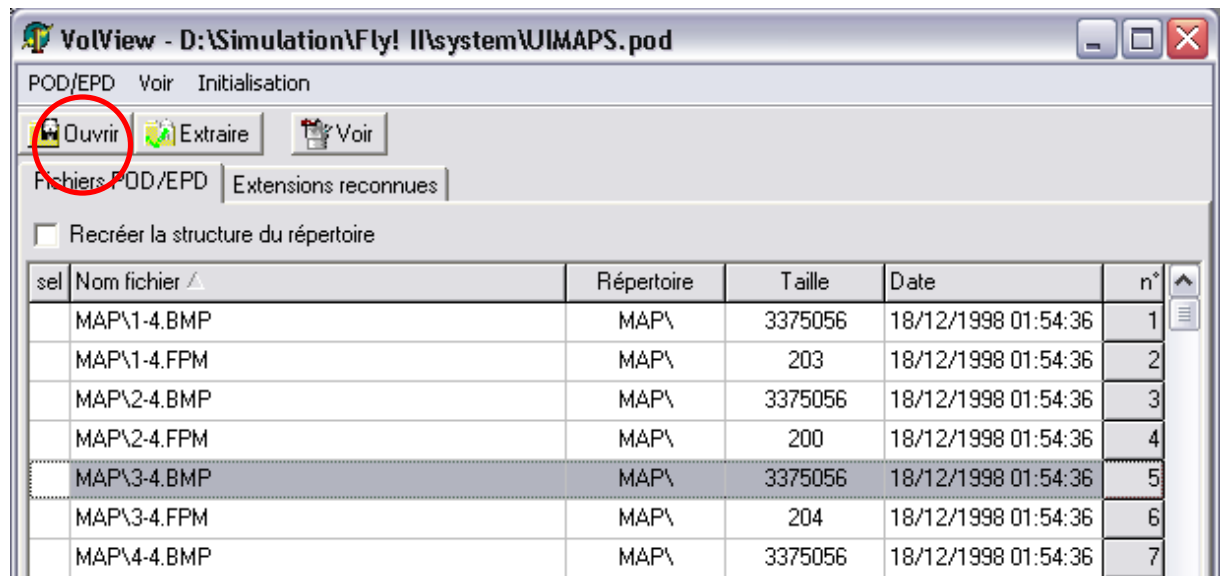 VolView - D:\Simulation\Fly! II\system\UIMAPS.pod
POD/EPD Voir Initialisation
Ouvrir Extraire Voir
Fichiers POD/EPD Extensions reconnues
Recréer la structure du répertoire
sel Nom fichier Répertoire Taille Date n°
MAP\1-4.BMP MAP\ 3375056 18/12/1998 01:54:36 1
MAP\1-4.FPM MAP\ 203 18/12/1998 01:54:36 2
MAP\2-4.BMP MAP\ 3375056 18/12/1998 01:54:36 3
MAP\2-4.FPM MAP\ 200 18/12/1998 01:54:36 4
MAP\3-4.BMP MAP\ 3375056 18/12/1998 01:54:36 5
MAP\3-4.FPM MAP\ 204 18/12/1998 01:54:36 6
MAP\4-4.BMP MAP\ 3375056 18/12/1998 01:54:36 7